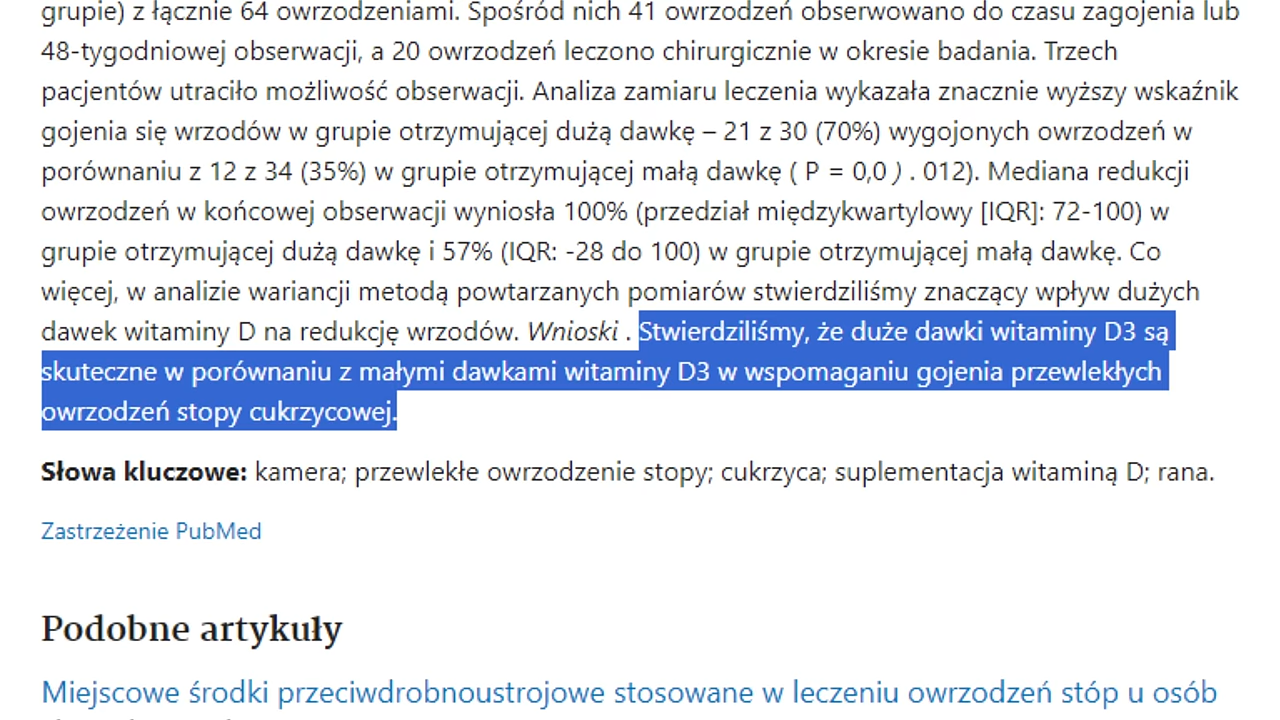 grupie) z łącznie 64 owrzodzeniami. Spośród nich 41 owrzodzeń obserwowano do czasu zagojenia lub
48-tygodniowej obserwacji, a 20 owrzodzeń leczono chirurgicznie w okresie badania. Trzech
pacjentów utraciło możliwość obserwacji. Analiza zamiaru leczenia wykazała znacznie wyższy wskaźnik
gojenia się wrzodów w grupie otrzymującej dużą dawkę – 21 z 30 (70%) wygojonych owrzodzeń w
porównaniu z 12 z 34 (35%) w grupie otrzymującej małą dawkę ( P = 0,0 ) . 012). Mediana redukcji
owrzodzeń w końcowej obserwacji wyniosła 100% (przedział międzykwartylowy [IQR]: 72-100) w
grupie otrzymującej dużą dawkę i 57% (IQR: -28 do 100) w grupie otrzymującej małą dawkę. Co
więcej, w analizie wariancji metodą powtarzanych pomiarów stwierdziliśmy znaczący wpływ dużych
dawek witaminy D na redukcję wrzodów. Wnioski . Stwierdziliśmy, że duże dawki witaminy D3 są
skuteczne w porównaniu z małymi dawkami witaminy D3 w wspomaganiu gojenia przewlekłych
owrzodzeń stopy cukrzycowej.
Słowa kluczowe: kamera; przewlekłe owrzodzenie stopy; cukrzyca; suplementacja witaminą D; rana.
Zastrzeżenie PubMed
Podobne artykuły
Miejscowe środki przeciwdrobnoustrojowe stosowane w leczeniu owrzodzeń stóp u osób